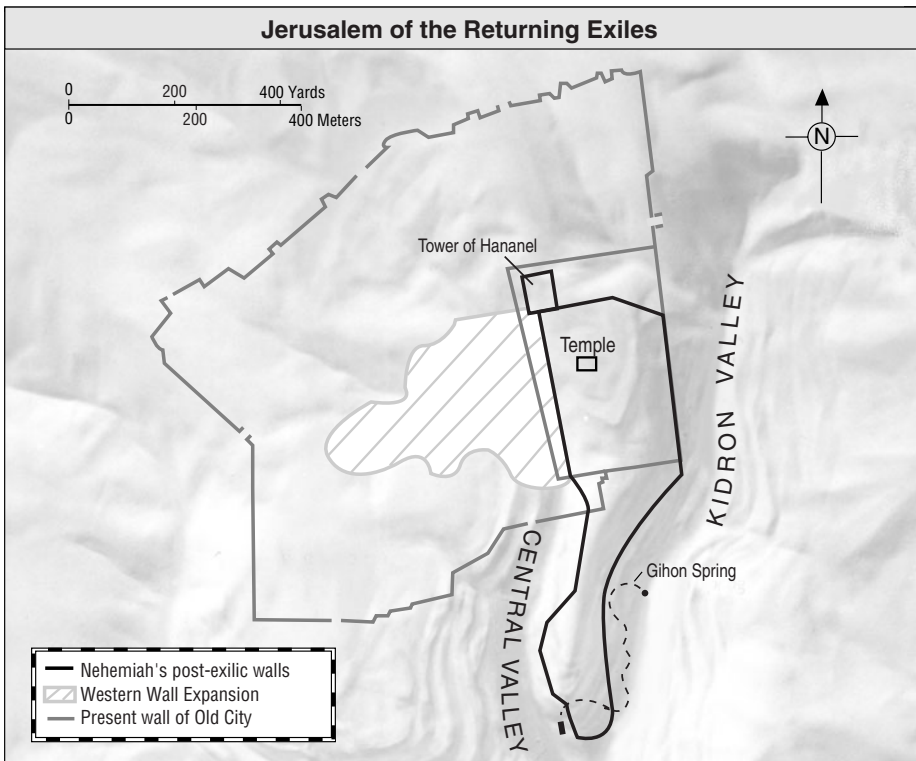 Jerusalem of the Returning Exiles
0 200 400 Yards
0 200 400 Meters
N
Tower of Hananel
Temple
KIDRON VALLEY
Gihon Spring
CENTRAL VALLEY
Nehemiah's post-exilic walls
Western Wall Expansion
Present wall of Old City